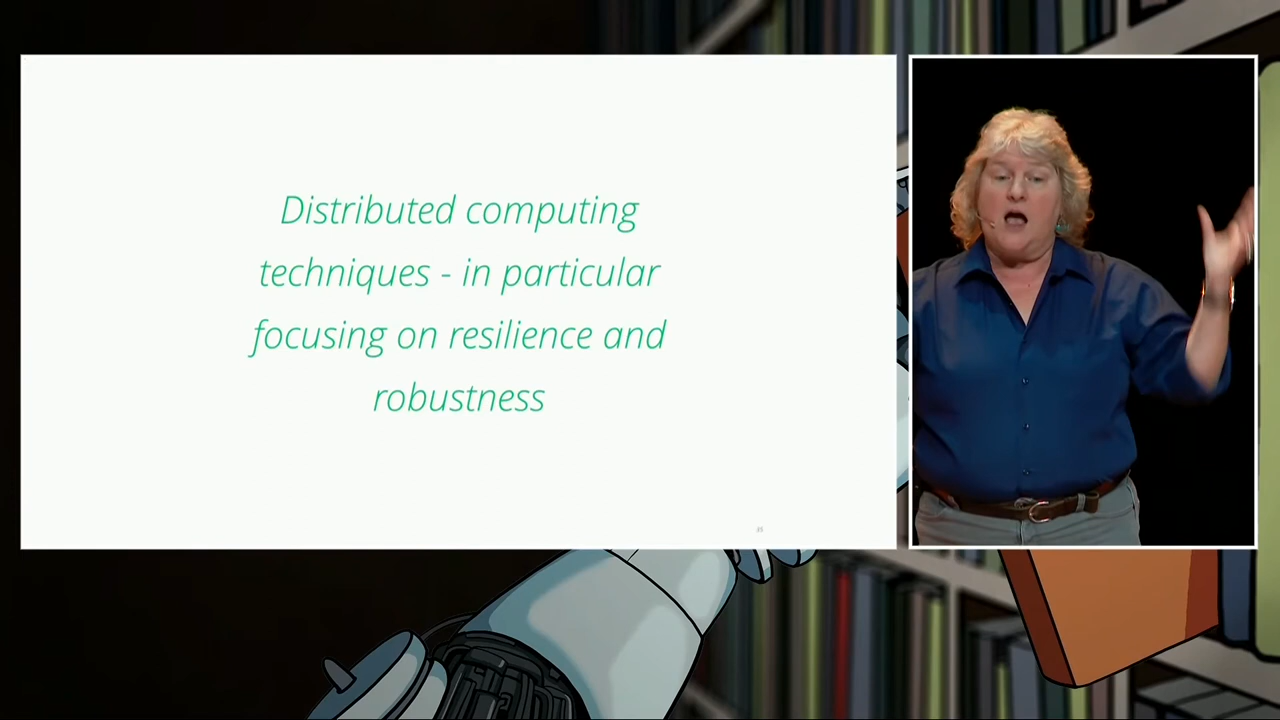 Distributed computing
techniques - in particular
focusing on resilience and
robustness